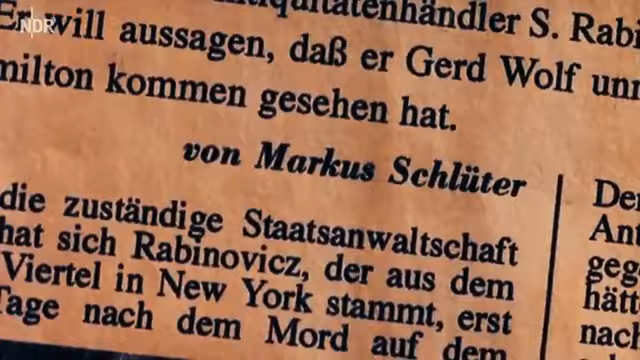 NDR
Antiquitätenhändler S. Rabi
Er will aussagen, daß er Gerd Wolf
milton kommen gesehen hat.
von Markus Schlüter
die zuständige Staatsanwaltschaft
hat sich Rabinovicz, der aus dem
Viertel in New York stammt, erst
Tage nach dem Mord auf dem
Der
Ant
geg
hätt
nach